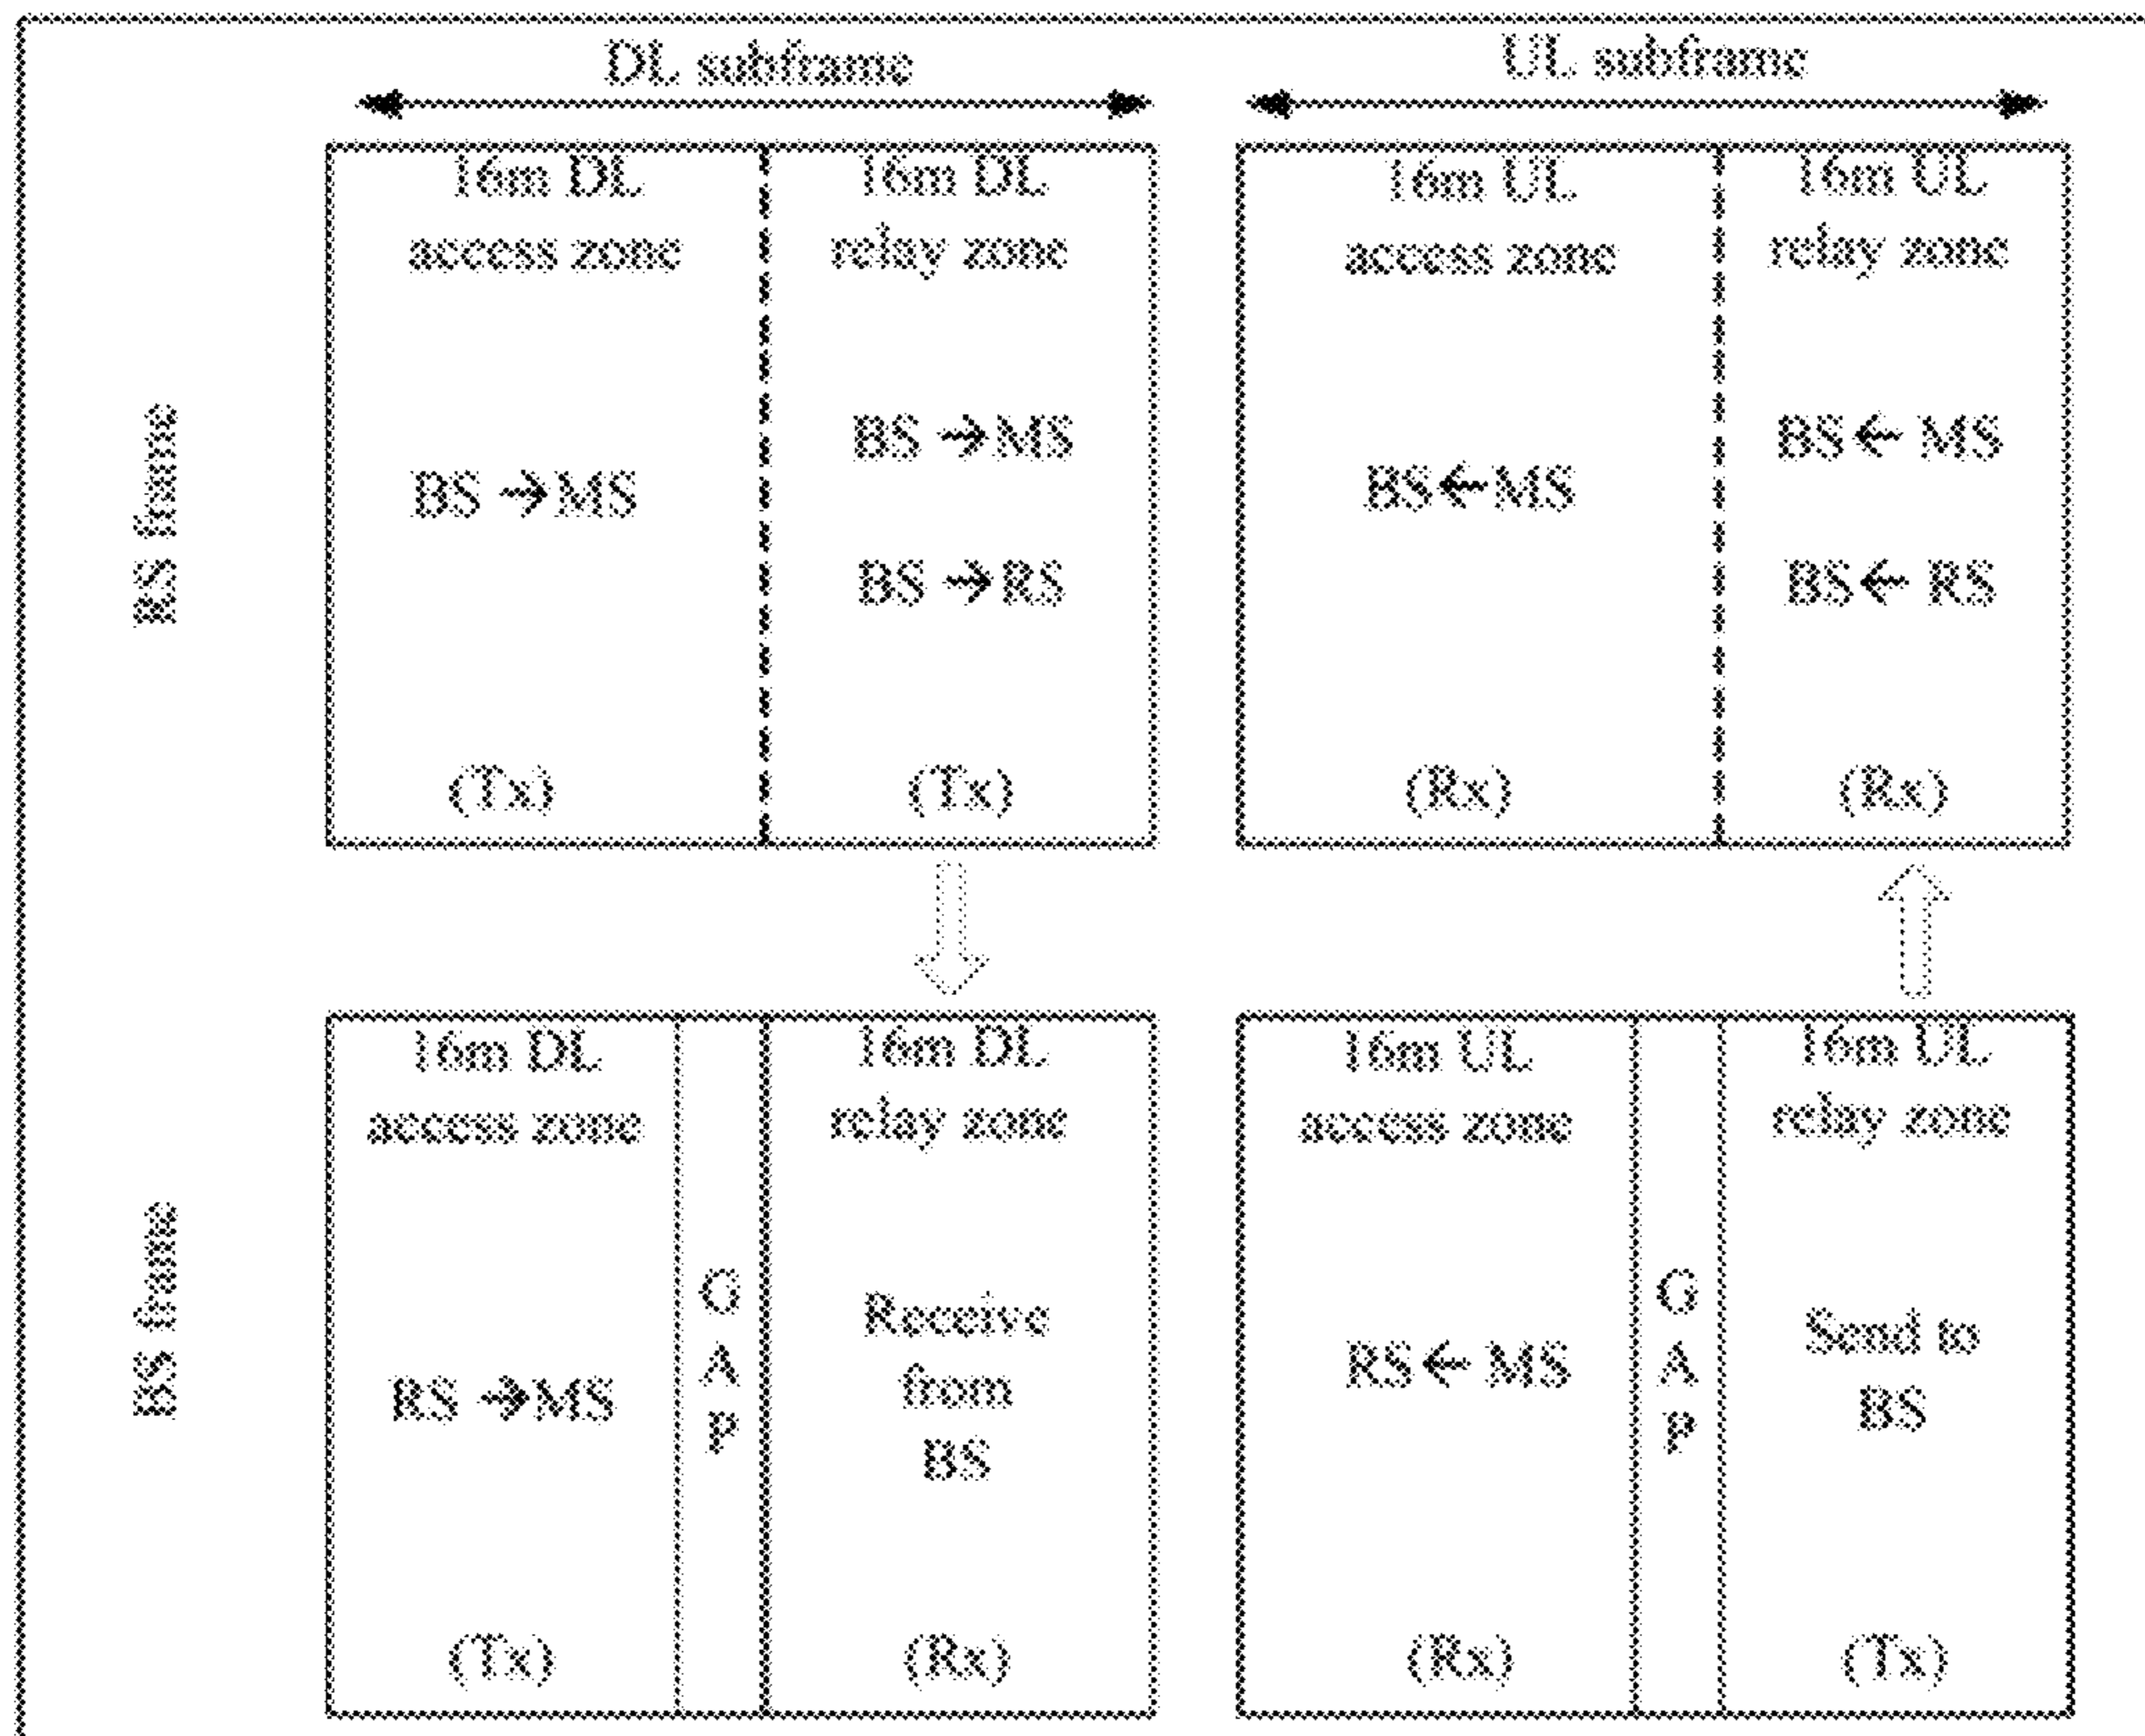 DL subframe
UL subframe
RS frame
16m DL
access zone
BS →MS
(Tx)
16m DL
relay zone
BS →MS
BS →RS
(Tx)
16m UL
access zone
BS← MS
(Rx)
16m UL
relay zone
BS← MS
BS← RS
(Rx)
BS frame
16m DL
access zone
RS →MS
(Tx)
G
A
P
16m DL
relay zone
Receive
from
BS
(Rx)
16m UL
access zone
RS← MS
(Rx)
G
A
P
16m UL
relay zone
Send to
BS
(Tx)